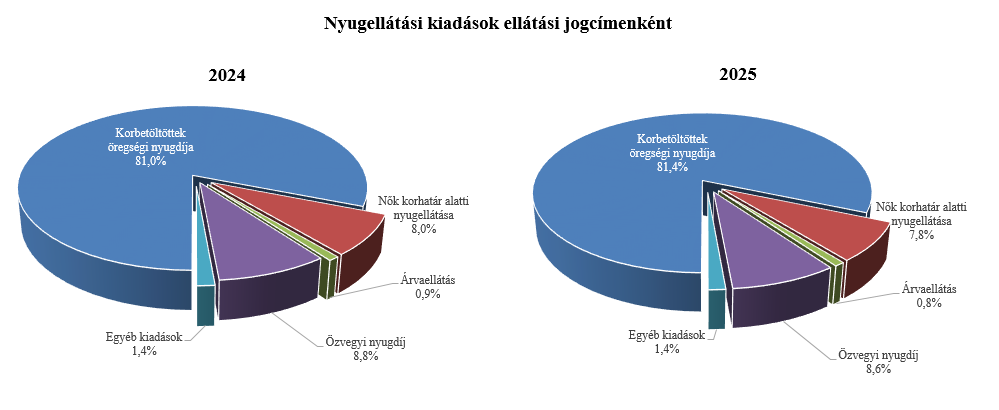 Nyugellátási kiadások ellátási jogcímenként
2024
Korbetöltöttek
öregségi nyugdíja
81,0%
Nők korhatár alatti
nyugellátása
8,0%
Árvaellátás
0,9%
Özvegyi nyugdíj
8,8%
Egyéb kiadások
1,4%
2025
Korbetöltöttek
öregségi nyugdíja
81,4%
Nők korhatár alatti
nyugellátása
7,8%
Árvaellátás
0,8%
Özvegyi nyugdíj
8,6%
Egyéb kiadások
1,4%